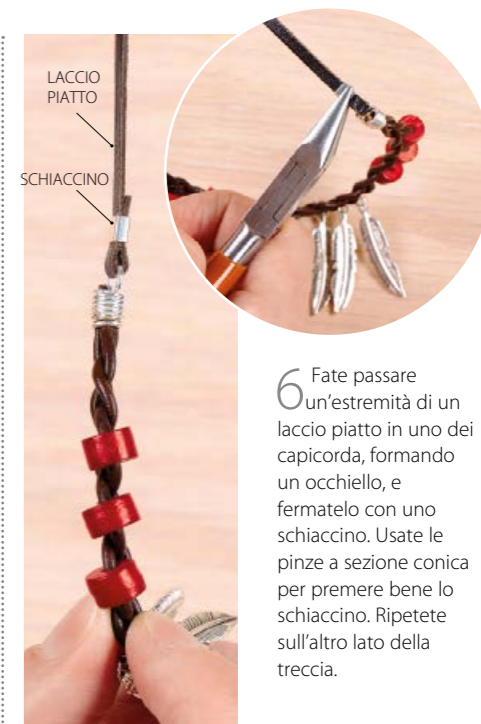 LACCIO
PIATTO
SCHIACCINO
6 Fate passare
un'estremità di un
laccio piatto in uno dei
capicorda, formando
un occhiello, e
fermatelo con uno
schiaccino. Usate le
pinze a sezione conica
per premere bene lo
schiaccino. Ripetete
sull'altro lato della
treccia.